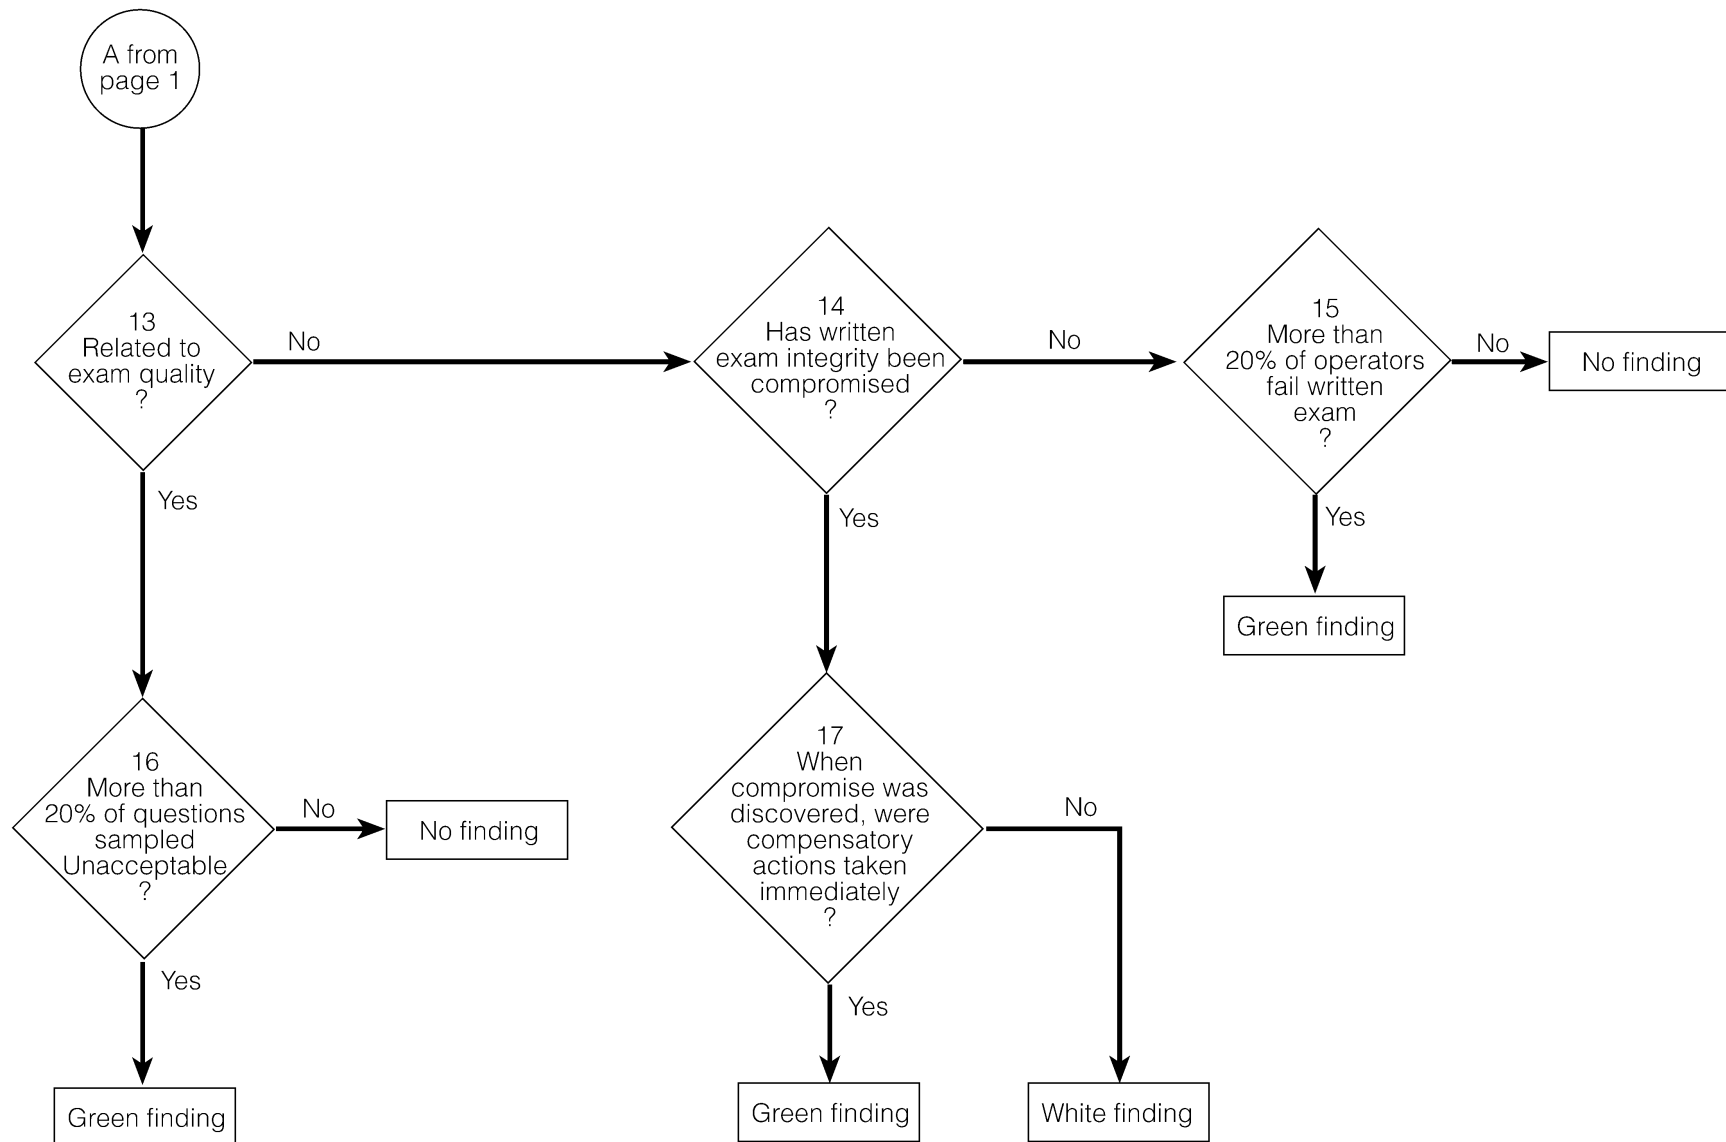 A from
page 1
13
Related to
exam quality
?
No
Yes
14
Has written
exam integrity been
compromised
?
No
Yes
15
More than
20% of operators
fail written
exam
?
No
No finding
Yes
Green finding
16
More than
20% of questions
sampled
Unacceptable
?
No
No finding
Yes
Green finding
17
When
compromise was
discovered, were
compensatory
actions taken
immediately
?
No
Yes
Green finding
White finding